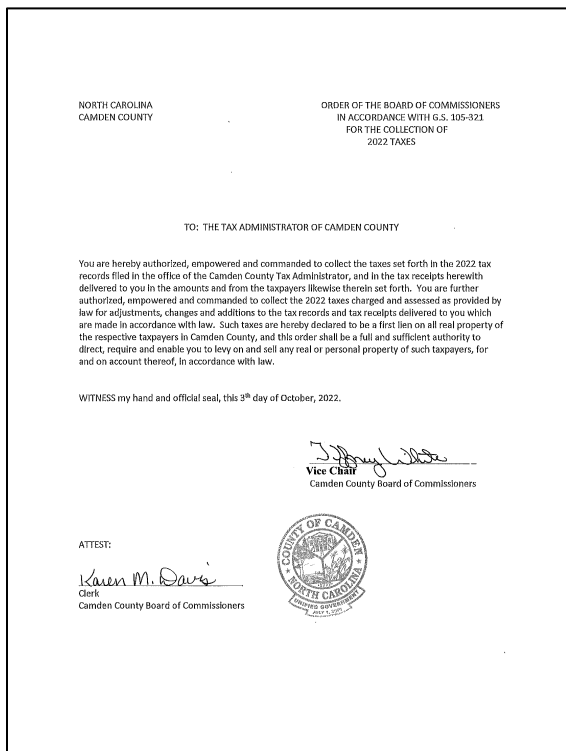 NORTH CAROLINA
CAMDEN COUNTY
ORDER OF THE BOARD OF COMMISSIONERS
IN ACCORDANCE WITH G.S. 105-321
FOR THE COLLECTION OF
2022 TAXES
TO: THE TAX ADMINISTRATOR OF CAMDEN COUNTY
You are hereby authorized, empowered and commanded to collect the taxes set forth in the 2022 tax
records filed in the office of the Camden County Tax Administrator, and in the tax receipts herewith
delivered to you in the amounts and from the taxpayers likewise therein set forth. You are further
authorized, empowered and commanded to collect the 2022 taxes charged and assessed as provided by
law for adjustments, changes and additions to the tax records and tax receipts delivered to you which
are made in accordance with law. Such taxes are hereby declared to be a first lien on all real property of
the respective taxpayers in Camden County, and this order shall be a full and sufficient authority to
direct, require and enable you to levy on and sell any real or personal property of such taxpayers, for
and on account thereof, in accordance with law.
WITNESS my hand and official seal, this 3th day of October, 2022.
Tiffney White
Vice Chair
Camden County Board of Commissioners
ATTEST:
Karen M. Davis
Clerk
Camden County Board of Commissioners
COUNTY OF CAMDEN
NORTH CAROLINA
UNIFIED GOVERNMENT